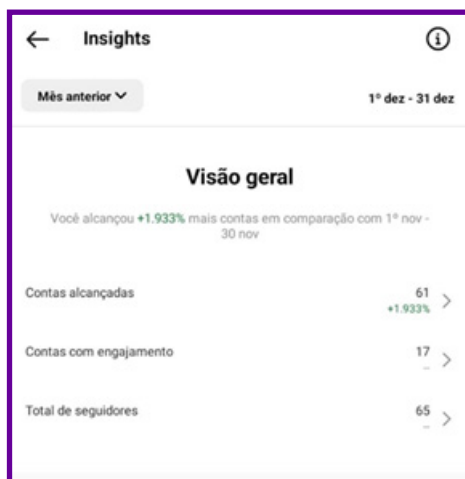 Insights
Mês anterior
1º dez - 31 dez
Visão geral
Você alcançou +1.933% mais contas em comparação com 1º nov -
30 nov
Contas alcançadas
61
+1.933%
Contas com engajamento
17
--
Total de seguidores
65
--